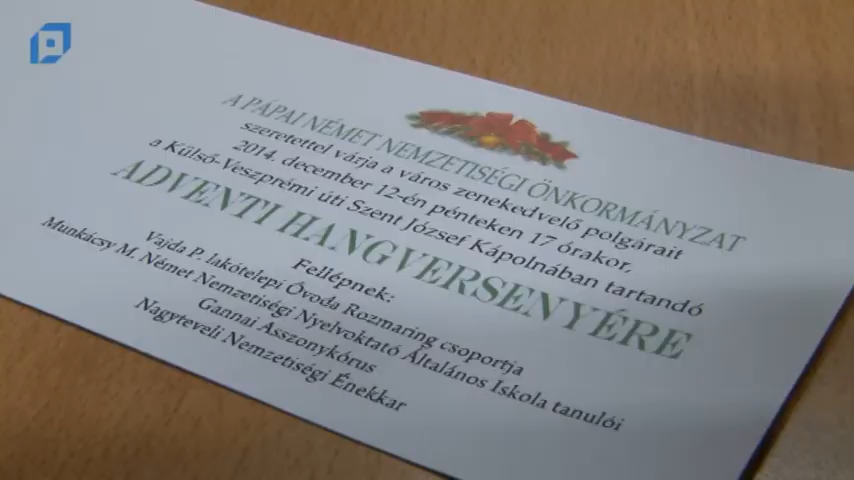 A PÁPAI NÉMET NEMZETISÉGI ÖNKORMÁNYZAT
szeretettel várja a város zenekedvelő polgárait
2014. december 12-én pénteken 17 órakor,
a Külső-Veszprémi úti Szent József Kápolnában tartandó
ADVENTI HANGVERSENYÉRE
Fellépnek:
Vajda P. lakótelepi Óvoda Rozmaring csoportja
Munkácsy M. Német Nemzetiségi Nyelvoktató Általános Iskola tanulói
Gannai Asszonykórus
Nagyteveli Nemzetiségi Énekkar